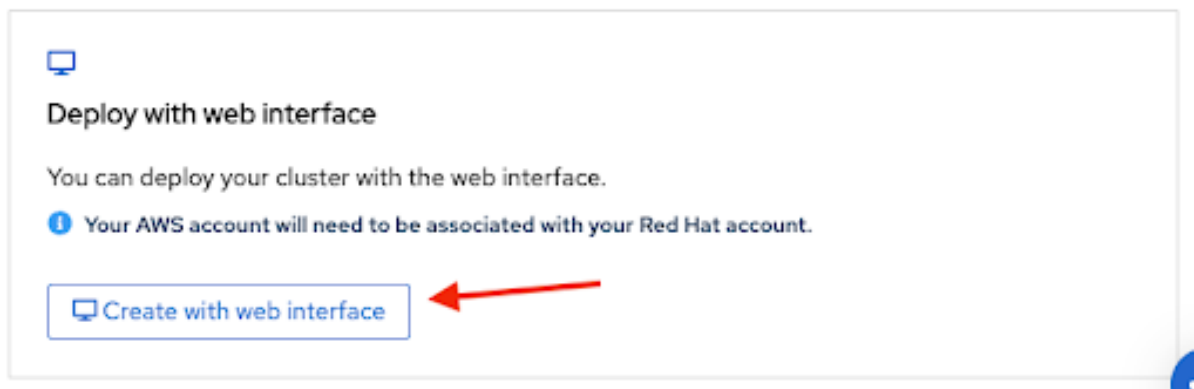 Deploy with web interface
You can deploy your cluster with the web interface.
Your AWS account will need to be associated with your Red Hat account.
Create with web interface